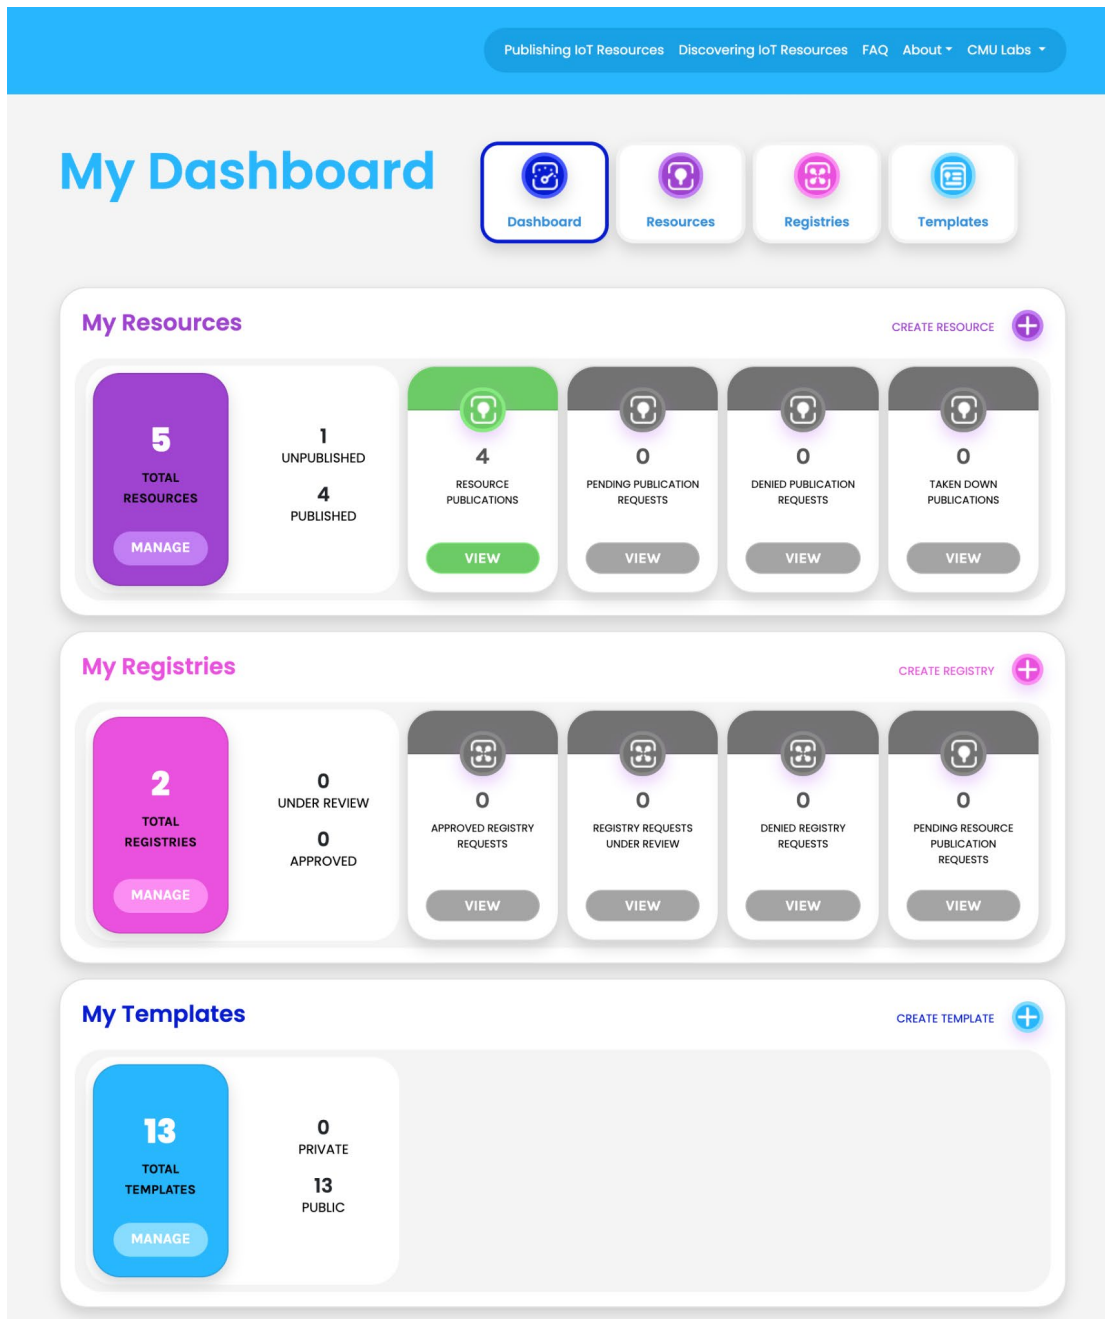 Publishing IoT Resources Discovering IoT Resources FAQ About CMU Labs
My Dashboard
Dashboard
Resources
Registries
Templates
My Resources
CREATE RESOURCE
5
TOTAL
RESOURCES
MANAGE
1
UNPUBLISHED
4
PUBLISHED
4
RESOURCE
PUBLICATIONS
VIEW
0
PENDING PUBLICATION
REQUESTS
VIEW
0
DENIED PUBLICATION
REQUESTS
VIEW
0
TAKEN DOWN
PUBLICATIONS
VIEW
My Registries
CREATE REGISTRY
2
TOTAL
REGISTRIES
MANAGE
0
UNDER REVIEW
0
APPROVED
0
APPROVED REGISTRY
REQUESTS
VIEW
0
REGISTRY REQUESTS
UNDER REVIEW
VIEW
0
DENIED REGISTRY
REQUESTS
VIEW
0
PENDING RESOURCE
PUBLICATION
REQUESTS
VIEW
My Templates
CREATE TEMPLATE
13
TOTAL
TEMPLATES
MANAGE
0
PRIVATE
13
PUBLIC